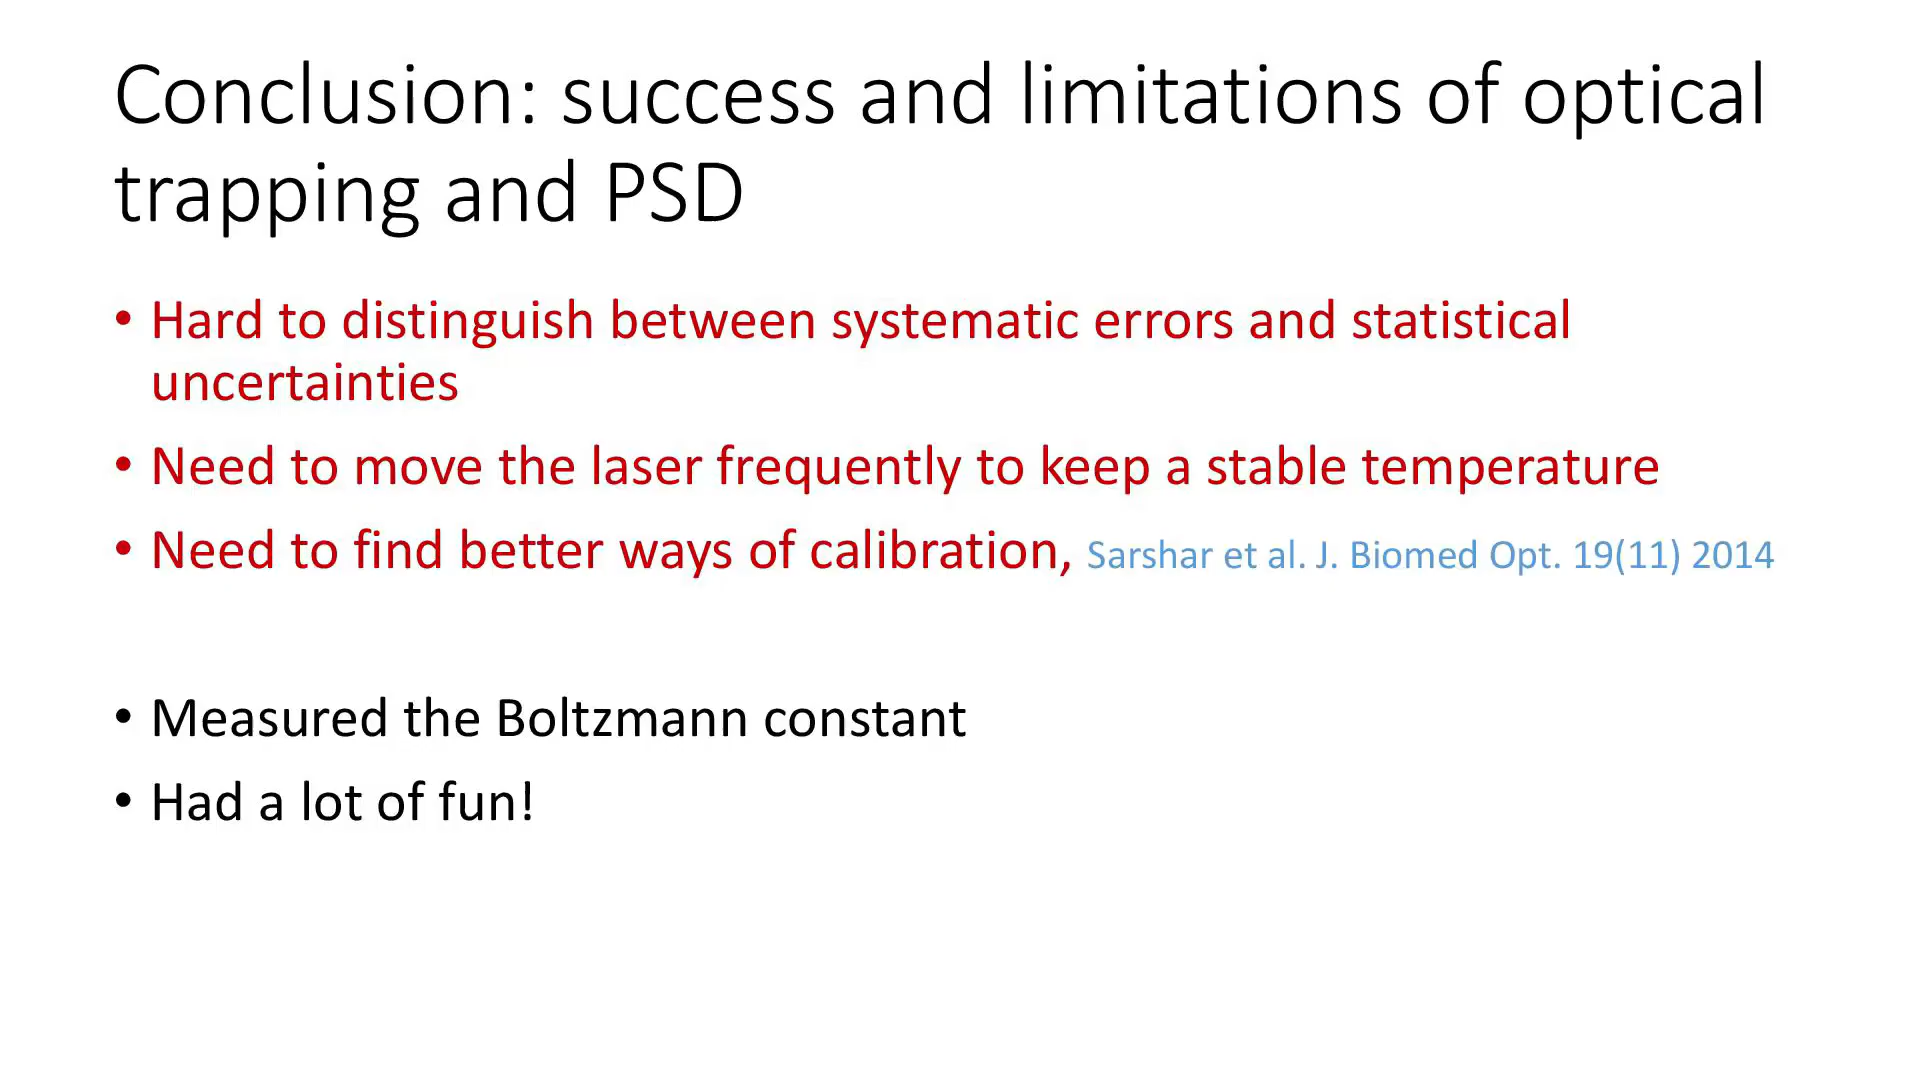 Conclusion: success and limitations of optical
trapping and PSD
• Hard to distinguish between systematic errors and statistical
uncertainties
• Need to move the laser frequently to keep a stable temperature
• Need to find better ways of calibration, Sarshar et al. J. Biomed Opt. 19(11) 2014
• Measured the Boltzmann constant
• Had a lot of fun!